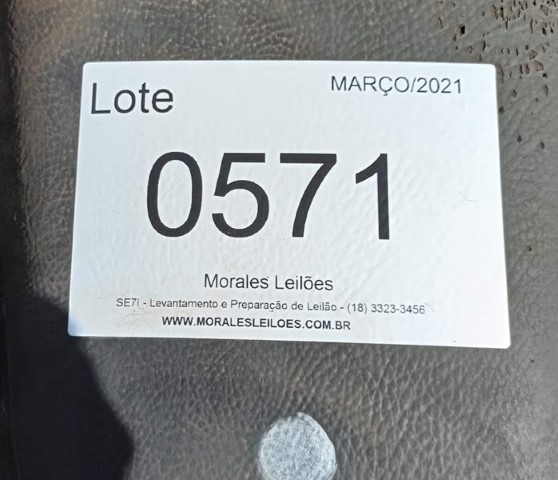 Lote
MARÇO/2021
0571
Morales Leilões
SE7I - Levantamento e Preparação de Leilão - (18) 3323-3456
WWW.MORALESLEILOES.COM.BR